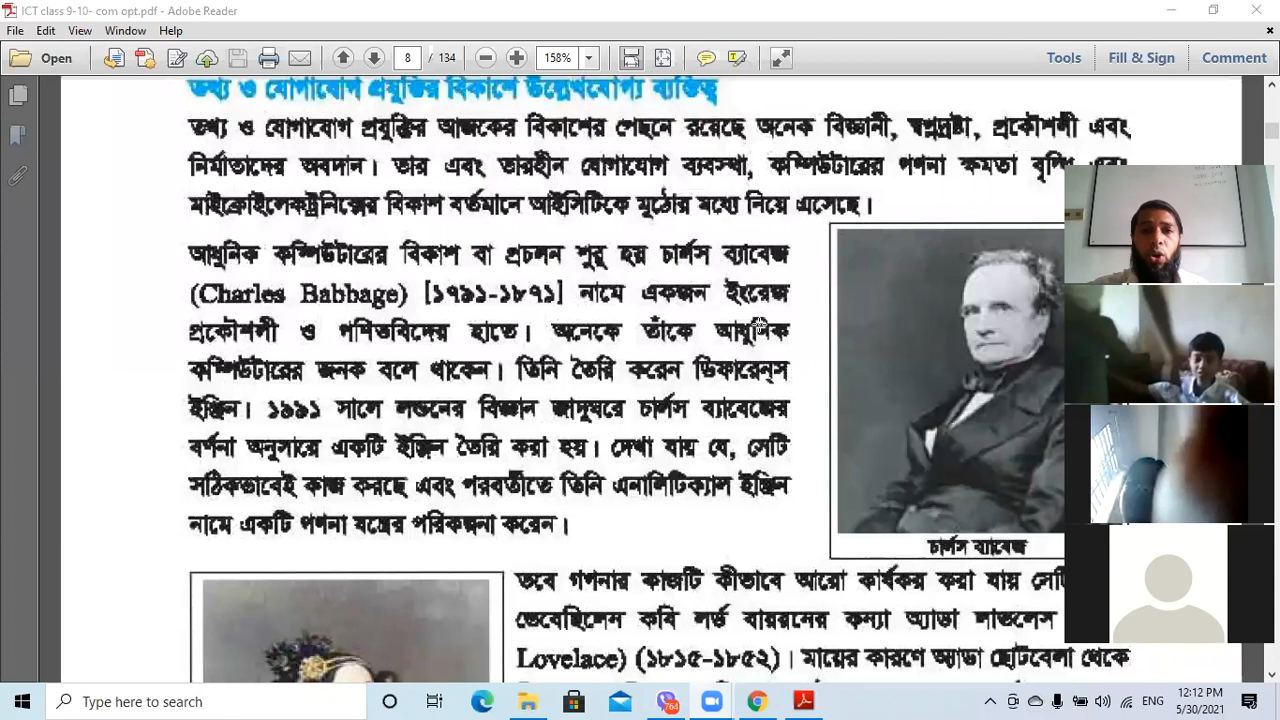 ICT class 9-10- com opt.pdf - Adobe Reader
File Edit View Window Help
Open 8 / 134 158% Tools Fill & Sign Comment
তথ্য ও যোগাযোগ প্রযুক্তির বিকাশে উল্লেখযোগ্য ব্যক্তিত্ব
তথ্য ও যোগাযোগ প্রযুক্তির আজকের বিকাশের পেছনে রয়েছে অনেক বিজ্ঞানী, স্বপ্নদ্রষ্টা, প্রকৌশলী এবং
নির্মাতাদের অবদান। তার এবং তারহীন যোগাযোগ ব্যবস্থা, কম্পিউটারের গণনা ক্ষমতা বৃদ্ধি এবং
মাইক্রোইলেকট্রনিক্সের বিকাশ বর্তমানে আইসিটিকে মুঠোর মধ্যে নিয়ে এসেছে।
আধুনিক কম্পিউটারের বিকাশ বা প্রচলন শুরু হয় চার্লস ব্যাবেজ
(Charles Babbage) [১৭৯১-১৮৭১] নামে একজন ইংরেজ
প্রকৌশলী ও গণিতবিদের হাতে। অনেকে তাঁকে আধুনিক
কম্পিউটারের জনক বলে থাকেন। তিনি তৈরি করেন ডিফারেন্স
ইঞ্জিন। ১৯৯১ সালে লন্ডনের বিজ্ঞান জাদুঘরে চার্লস ব্যাবেজের
বর্ণনা অনুসারে একটি ইঞ্জিন তৈরি করা হয়। দেখা যায় যে, সেটি
সঠিকভাবেই কাজ করছে এবং পরবর্তীতে তিনি এনালিটিক্যাল ইঞ্জিন
নামে একটি গণনা যন্ত্রের পরিকল্পনা করেন।
চার্লস ব্যাবেজ
তবে গণনার কাজটি কীভাবে আরো কার্যকর করা যায়
ভেবেছিলেন কবি লর্ড বায়রনের কন্যা অ্যাডা লাভলেস
Lovelace) (১৮১৫-১৮৫২)। মায়ের কারণে অ্যাডা ছোটবেলা থেকে
Type here to search
764
ENG
12:12 PM
5/30/2021